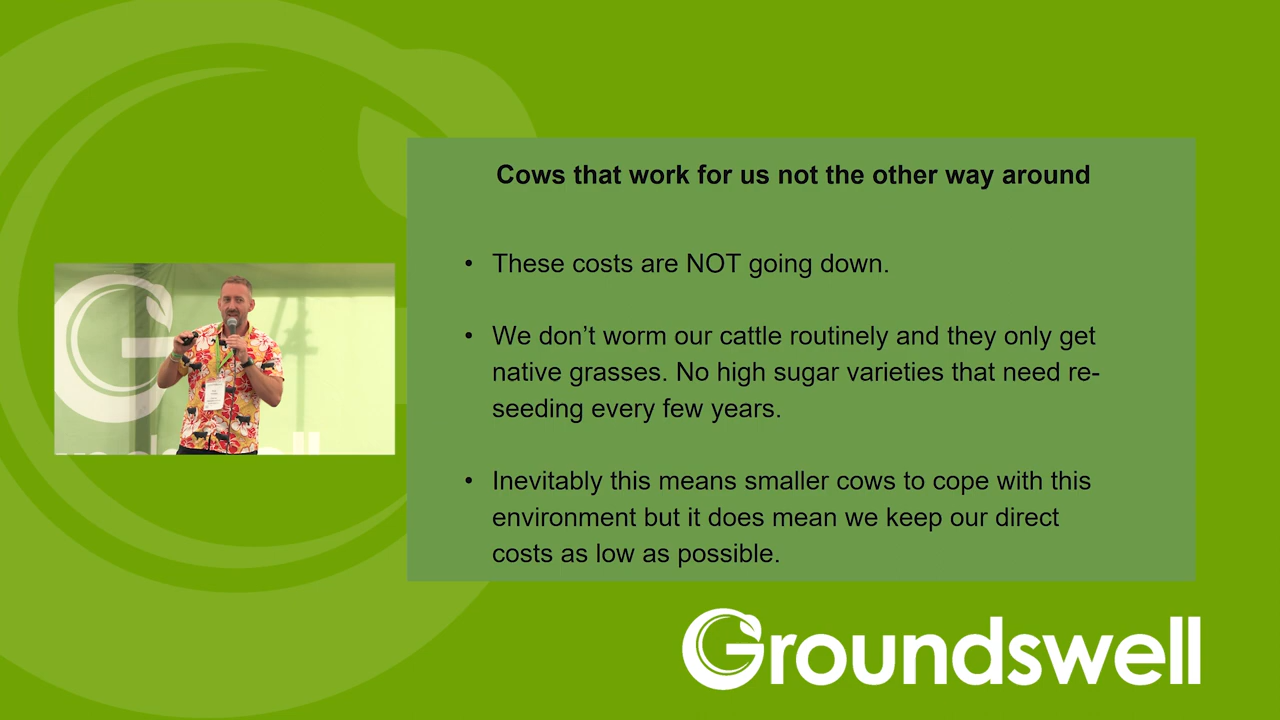 Cows that work for us not the other way around
• These costs are NOT going down.
• We don’t worm our cattle routinely and they only get
native grasses. No high sugar varieties that need re-
seeding every few years.
• Inevitably this means smaller cows to cope with this
environment but it does mean we keep our direct
costs as low as possible.
Groundswell